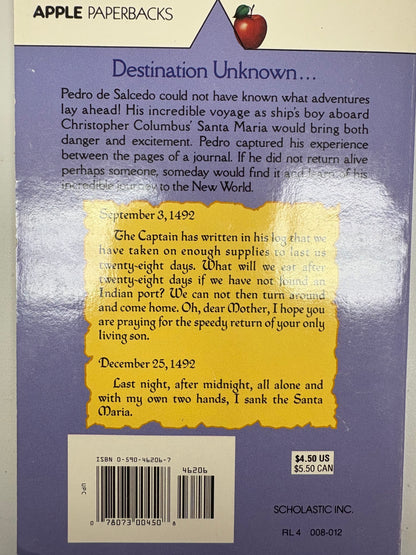 APPLE PAPERBACKS
Destination Unknown...
Pedro de Salcedo could not have known what adventures
lay ahead! His incredible voyage as ship's boy aboard
Christopher Columbus' Santa Maria would bring both
danger and excitement. Pedro captured his experience
between the pages of a journal. If he did not return alive
perhaps someone, someday would find it and learn of his
incredible journey to the New World.
September 3, 1492
The Captain has written in his log that we
have taken on enough supplies to last us
twenty-eight days. What will we eat after
twenty-eight days if we have not found an
Indian port? We can not then turn around
and come home. Oh, dear Mother, I hope you
are praying for the speedy return of your only
living son.
December 25, 1492
Last night, after midnight, all alone and
with my own two hands, I sank the Santa
Maria.
ISBN 0-590-46206-7
46206
UPC
0 78073 00450 8
$4.50 US
$5.50 CAN
SCHOLASTIC INC.
RL 4 008-012